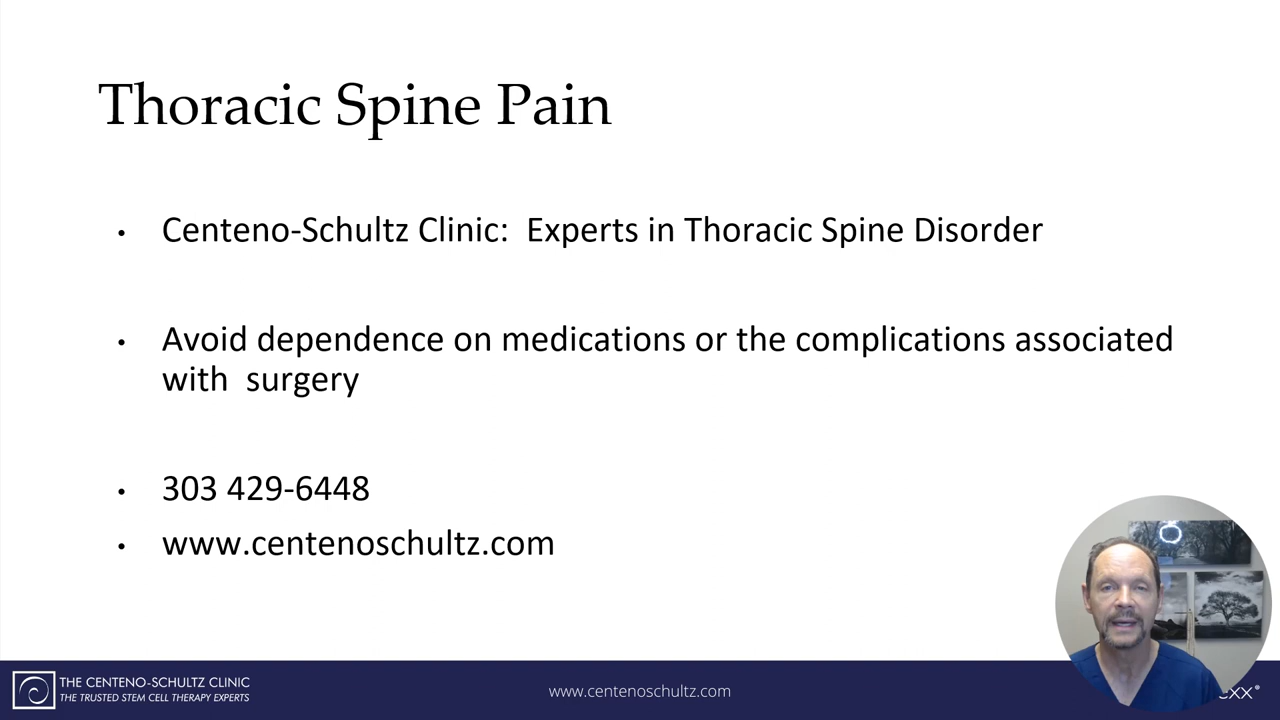 Thoracic Spine Pain
• Centeno-Schultz Clinic:  Experts in Thoracic Spine Disorder
• Avoid dependence on medications or the complications associated
with  surgery
• 303 429-6448
• www.centenoschultz.com
THE CENTENO-SCHULTZ CLINIC
THE TRUSTED STEM CELL THERAPY EXPERTS
www.centenoschultz.com